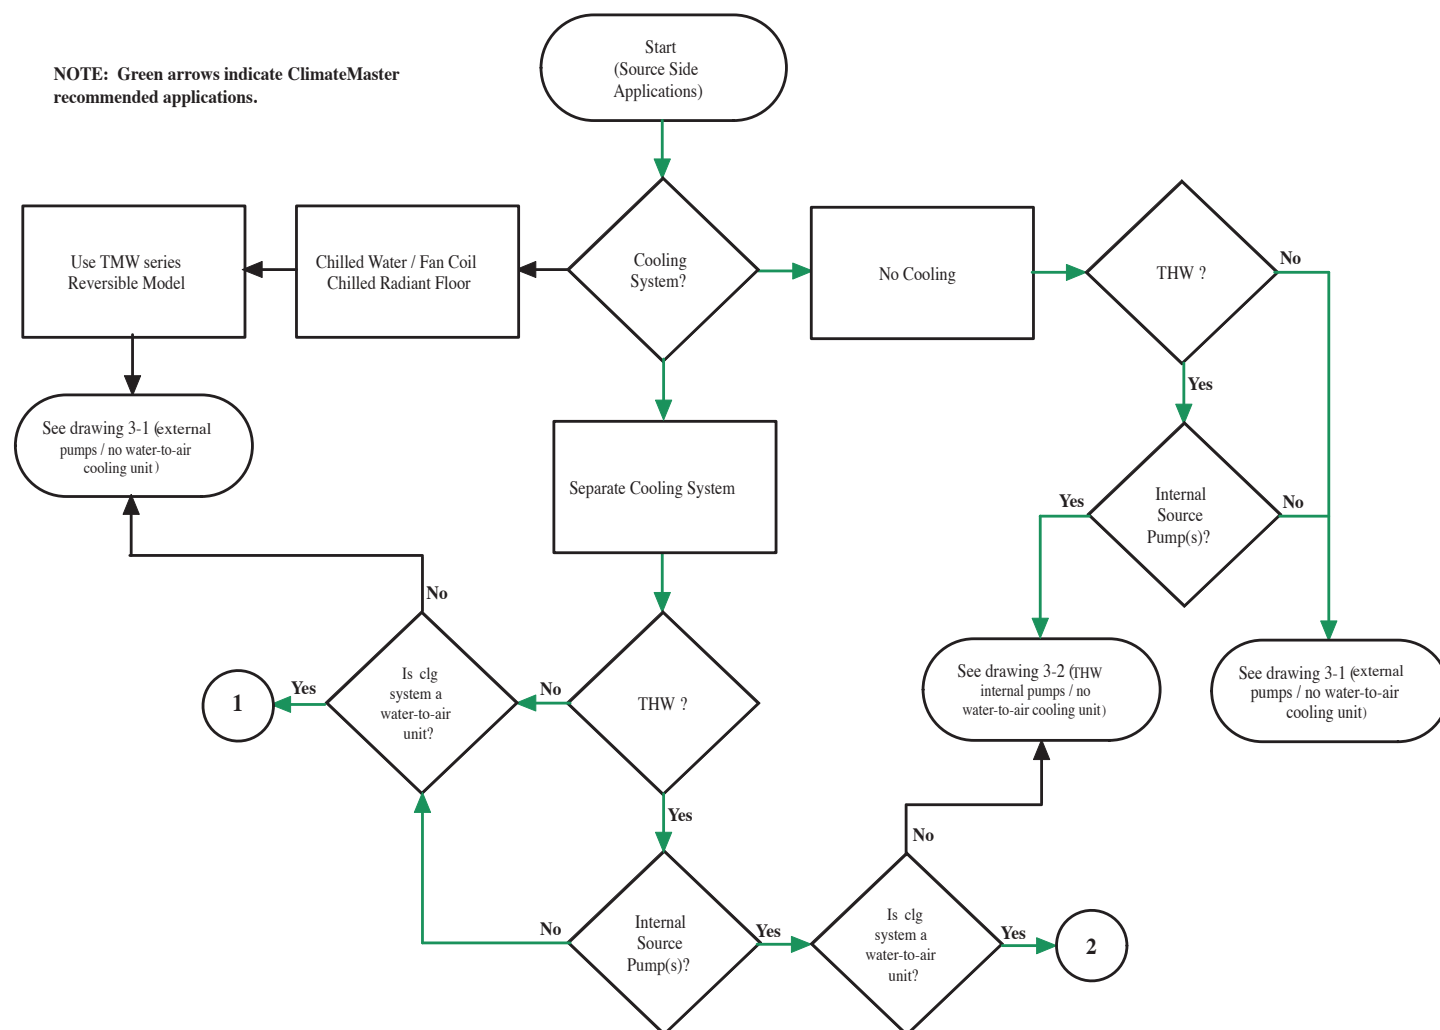 NOTE: Green arrows indicate ClimateMaster
recommended applications.
Start
(Source Side
Applications)
Use TMW series
Reversible Model
Chilled Water / Fan Coil
Chilled Radiant Floor
Cooling
System?
No Cooling
THW ?
No
Yes
See drawing 3-1 (external
pumps / no water-to-air
cooling unit)
Separate Cooling System
Yes
Internal
Source
Pump(s)?
No
No
Is clg
system a
water-to-air
unit?
Yes
1
No
THW ?
Yes
See drawing 3-2 (THW
internal pumps / no
water-to-air cooling unit)
See drawing 3-1 (external
pumps / no water-to-air
cooling unit)
No
Internal
Source
Pump(s)?
Yes
No
Is clg
system a
water-to-air
unit?
Yes
2